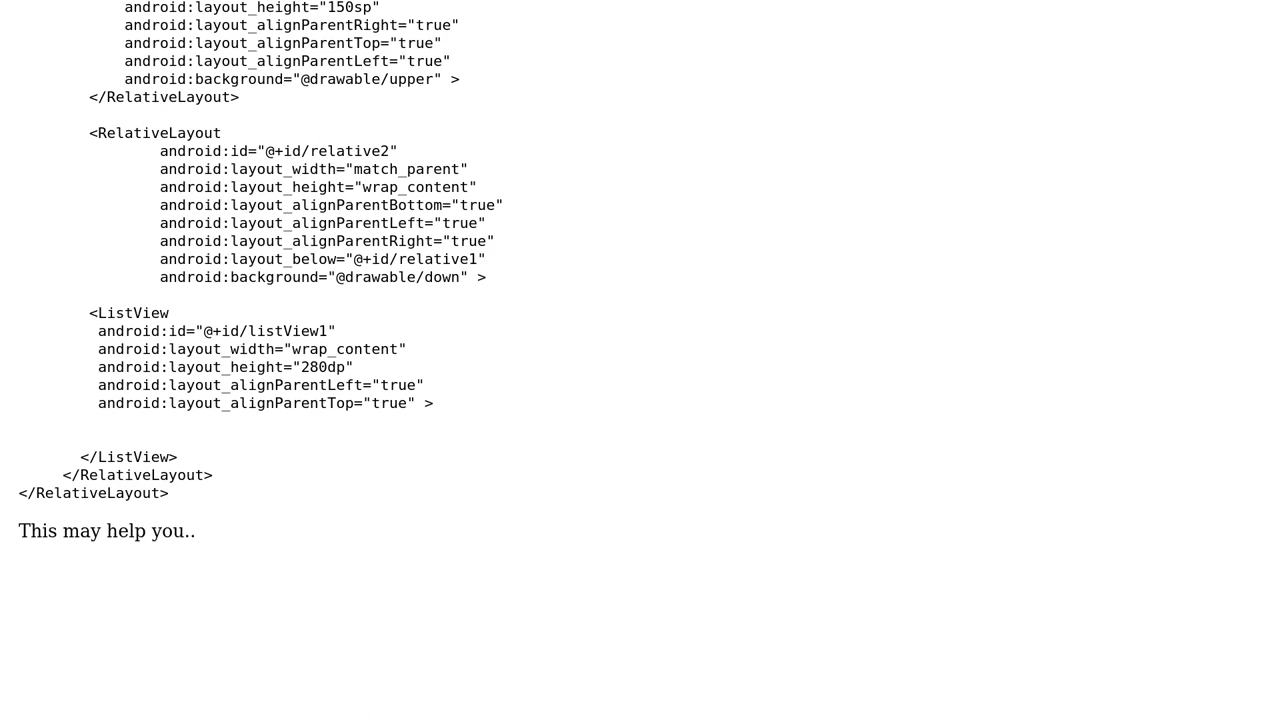 android:layout_height="150sp"
android:layout_alignParentRight="true"
android:layout_alignParentTop="true"
android:layout_alignParentLeft="true"
android:background="@drawable/upper" >
</RelativeLayout>
<RelativeLayout
android:id="@+id/relative2"
android:layout_width="match_parent"
android:layout_height="wrap_content"
android:layout_alignParentBottom="true"
android:layout_alignParentLeft="true"
android:layout_alignParentRight="true"
android:layout_below="@+id/relative1"
android:background="@drawable/down" >
<ListView
android:id="@+id/listView1"
android:layout_width="wrap_content"
android:layout_height="280dp"
android:layout_alignParentLeft="true"
android:layout_alignParentTop="true" >
</ListView>
</RelativeLayout>
</RelativeLayout>
This may help you..